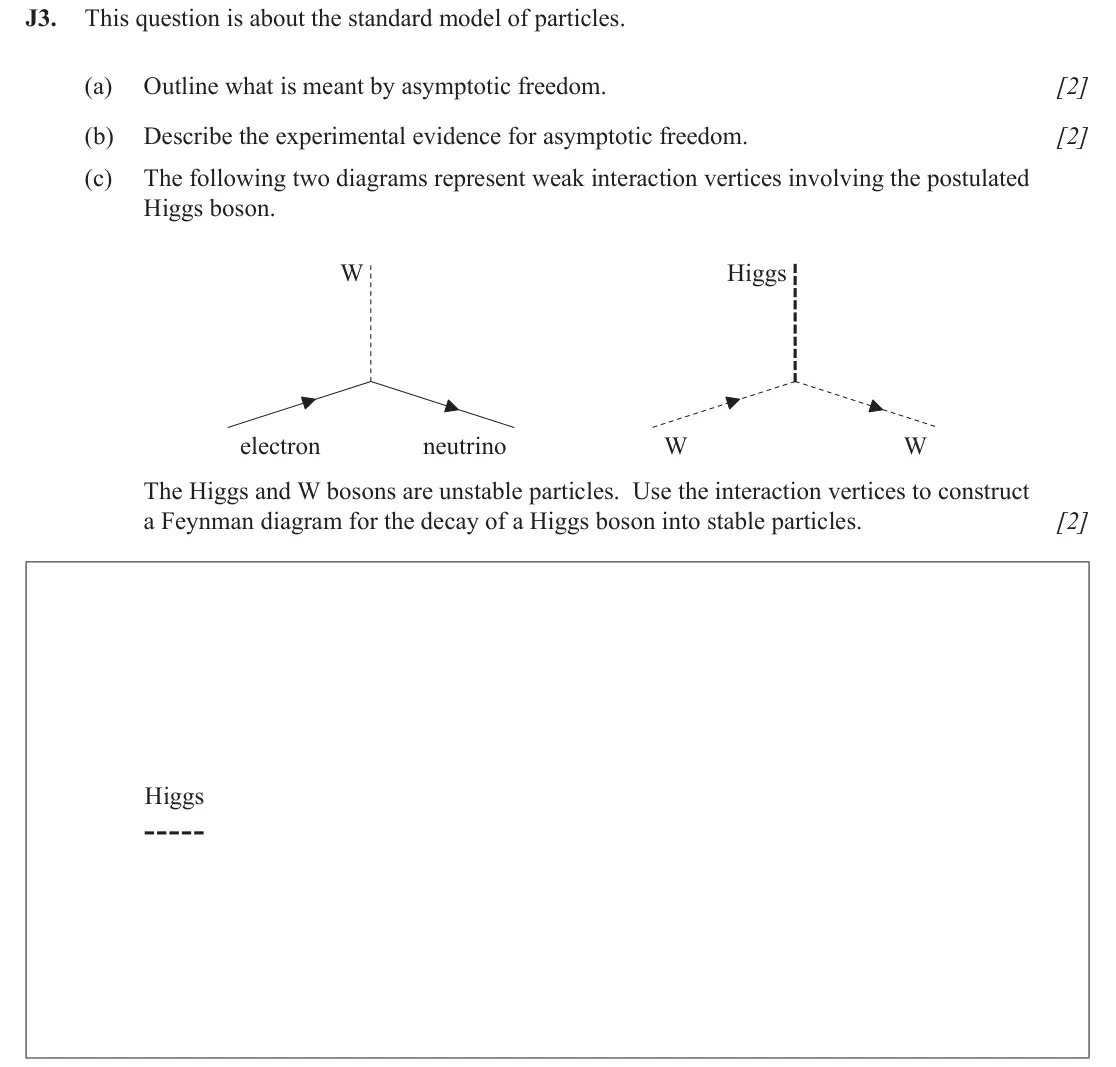 J3. This question is about the standard model of particles.
(a) Outline what is meant by asymptotic freedom. [2]
(b) Describe the experimental evidence for asymptotic freedom. [2]
(c) The following two diagrams represent weak interaction vertices involving the postulated
Higgs boson.
W
Higgs
electron neutrino
W W
The Higgs and W bosons are unstable particles. Use the interaction vertices to construct
a Feynman diagram for the decay of a Higgs boson into stable particles. [2]
Higgs